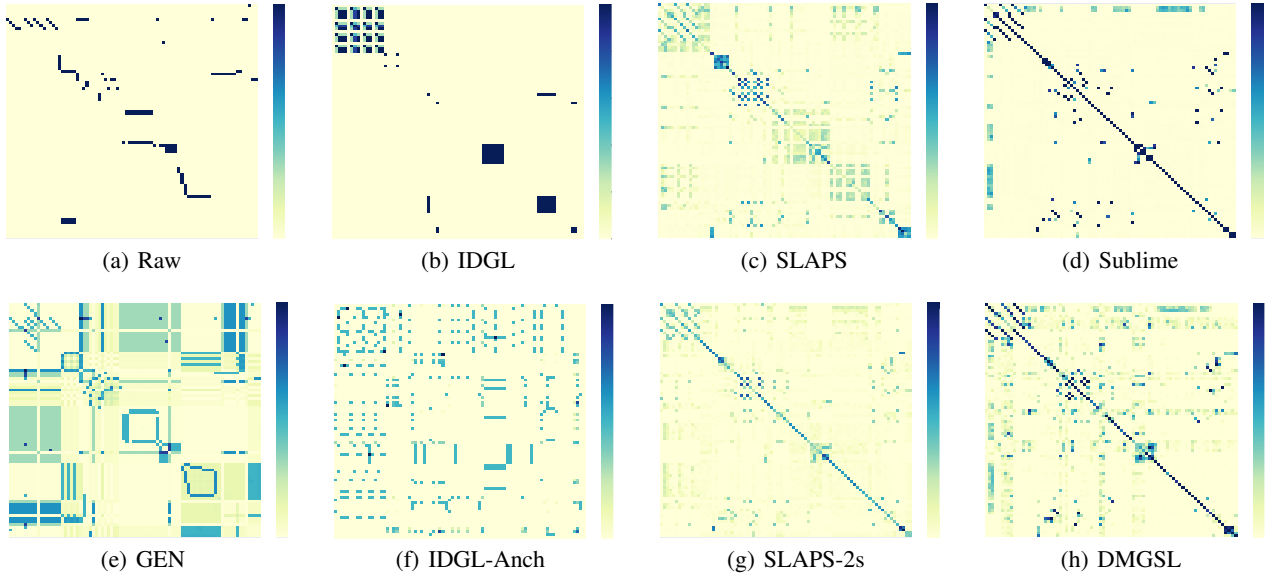 (a) Raw
(b) IDGL
(c) SLAPS
(d) Sublime
(e) GEN
(f) IDGL-Anch
(g) SLAPS-2s
(h) DMGSL